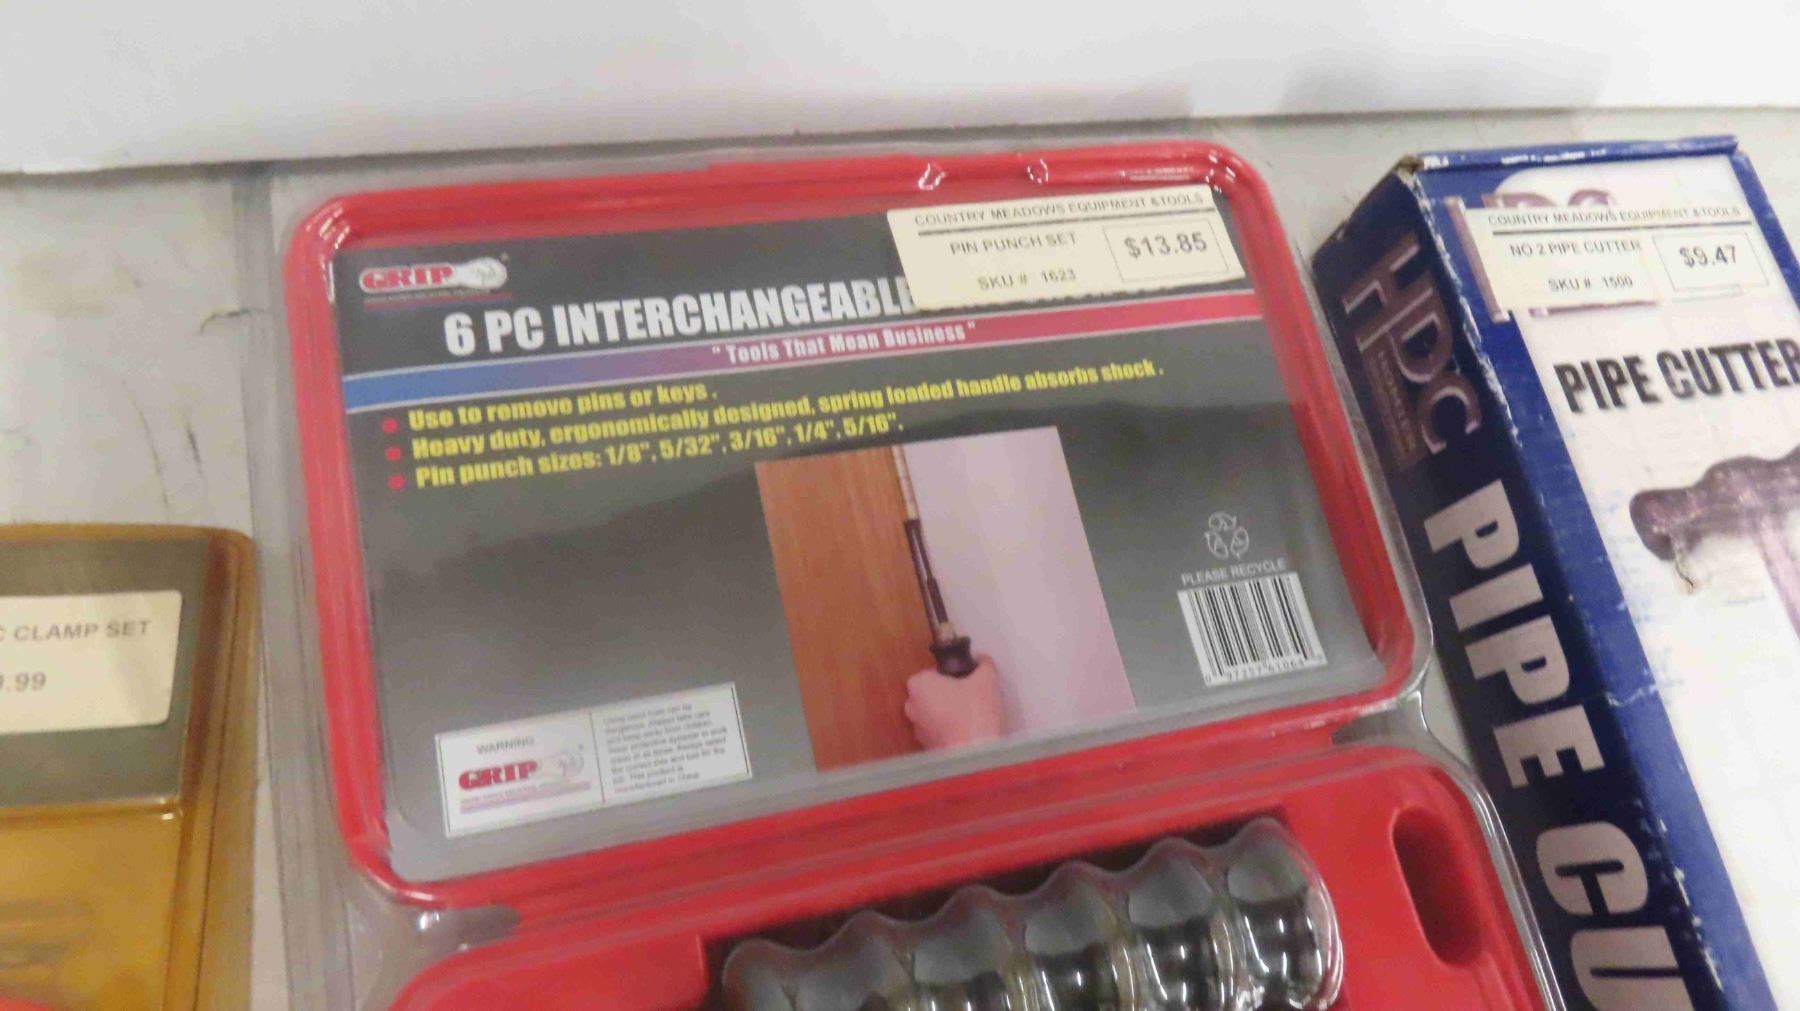 GRIP
6 PC INTERCHANGEABLE
" Tools That Mean Business "
Use to remove pins or keys .
Heavy duty, ergonomically designed, spring loaded handle absorbs shock .
Pin punch sizes: 1/8", 5/32", 3/16", 1/4", 5/16".
COUNTRY MEADOWS EQUIPMENT & TOOLS
PIN PUNCH SET
$13.85
SKU # 1623
PLEASE RECYCLE
WARNING
GRIP
COUNTRY MEADOWS EQUIPMENT & TOOLS
NO 2 PIPE CUTTER
$9.47
SKU # 1500
PIPE CUTTER
HDC
PIPE CU
CLAMP SET
.99